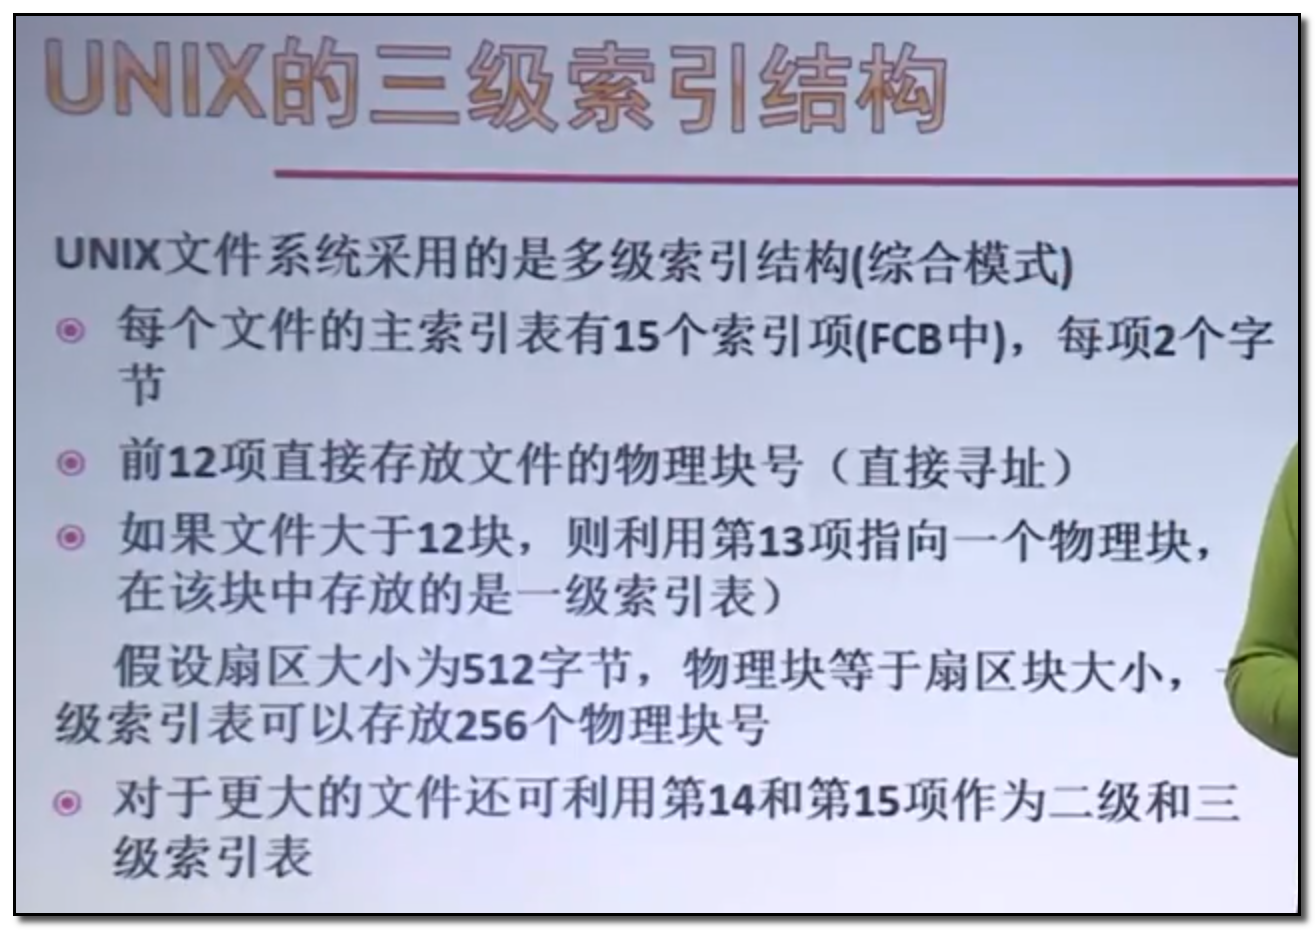 UNIX的三级索引结构
UNIX文件系统采用的是多级索引结构(综合模式)
每个文件的主索引表有15个索引项(FCB中)，每项2个字
节
前12项直接存放文件的物理块号（直接寻址）
如果文件大于12块，则利用第13项指向一个物理块，
在该块中存放的是一级索引表）
假设扇区大小为512字节，物理块等于扇区块大小，
级索引表可以存放256个物理块号
对于更大的文件还可利用第14和第15项作为二级和三
级索引表